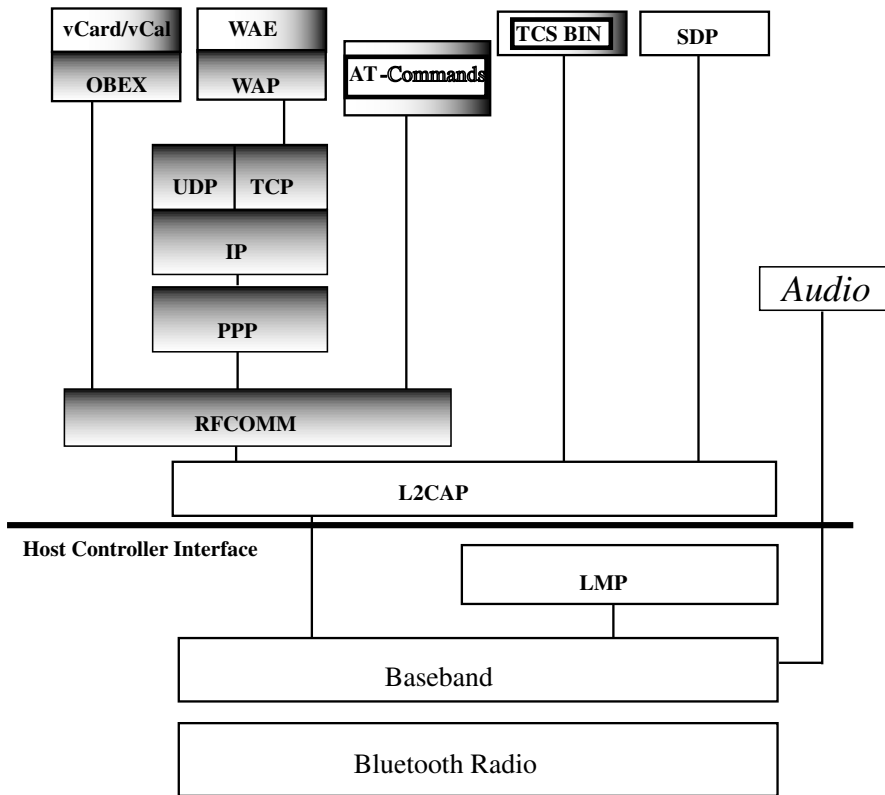 vCard/vCal
OBEX
WAE
WAP
AT-Commands
TCS BIN
SDP
UDP
TCP
IP
PPP
Audio
RFCOMM
L2CAP
Host Controller Interface
LMP
Baseband
Bluetooth Radio